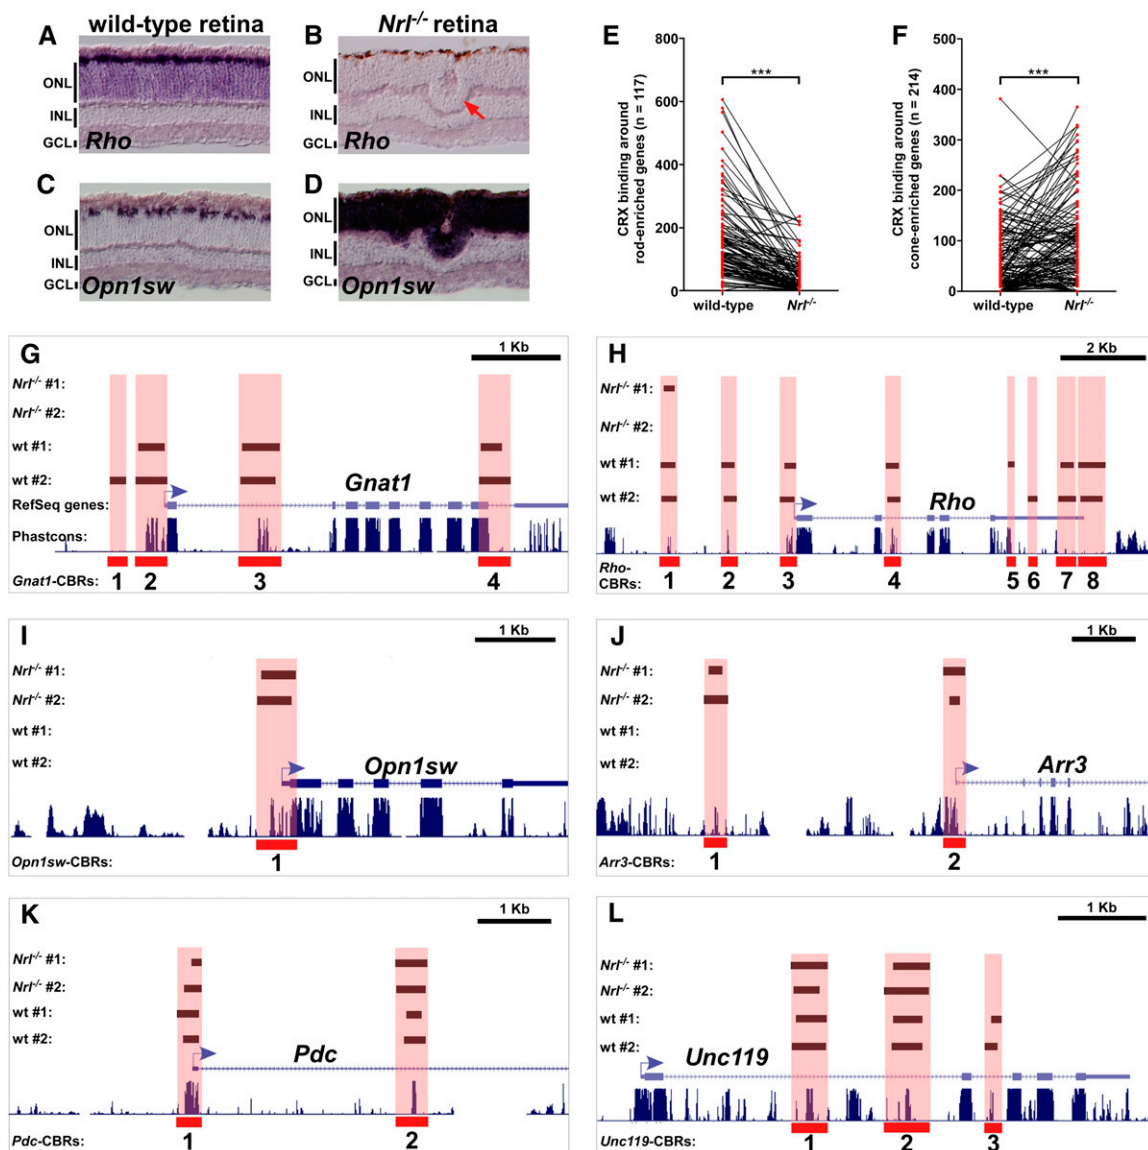 wild-type retina
Nrl-/- retina
A
ONL
INL
GCL
Rho
B
ONL
INL
GCL
Rho
C
ONL
INL
GCL
Opn1sw
D
ONL
INL
GCL
Opn1sw
E
CRX binding around
rod-enriched genes (n = 117)
800
600
400
200
0
***
wild-type
Nrl-/-
F
CRX binding around
cone-enriched genes (n = 214)
500
400
300
200
100
0
***
wild-type
Nrl-/-
G
1 Kb
Nrl-/- #1:
Nrl-/- #2:
wt #1:
wt #2:
RefSeq genes:
Gnat1
Phastcons:
Gnat1-CBRs:
1 2 3 4
H
2 Kb
Nrl-/- #1:
Nrl-/- #2:
wt #1:
wt #2:
Rho
Rho-
CBRs:
1 2 3 4 5 6 7 8
I
1 Kb
Nrl-/- #1:
Nrl-/- #2:
wt #1:
wt #2:
Opn1sw
Opn1sw-CBRs:
1
J
1 Kb
Nrl-/- #1:
Nrl-/- #2:
wt #1:
wt #2:
Arr3
Arr3-CBRs:
1 2
K
1 Kb
Nrl-/- #1:
Nrl-/- #2:
wt #1:
wt #2:
Pdc
Pdc-CBRs:
1 2
L
1 Kb
Nrl-/- #1:
Nrl-/- #2:
wt #1:
wt #2:
Unc119
Unc119-CBRs:
1 2 3